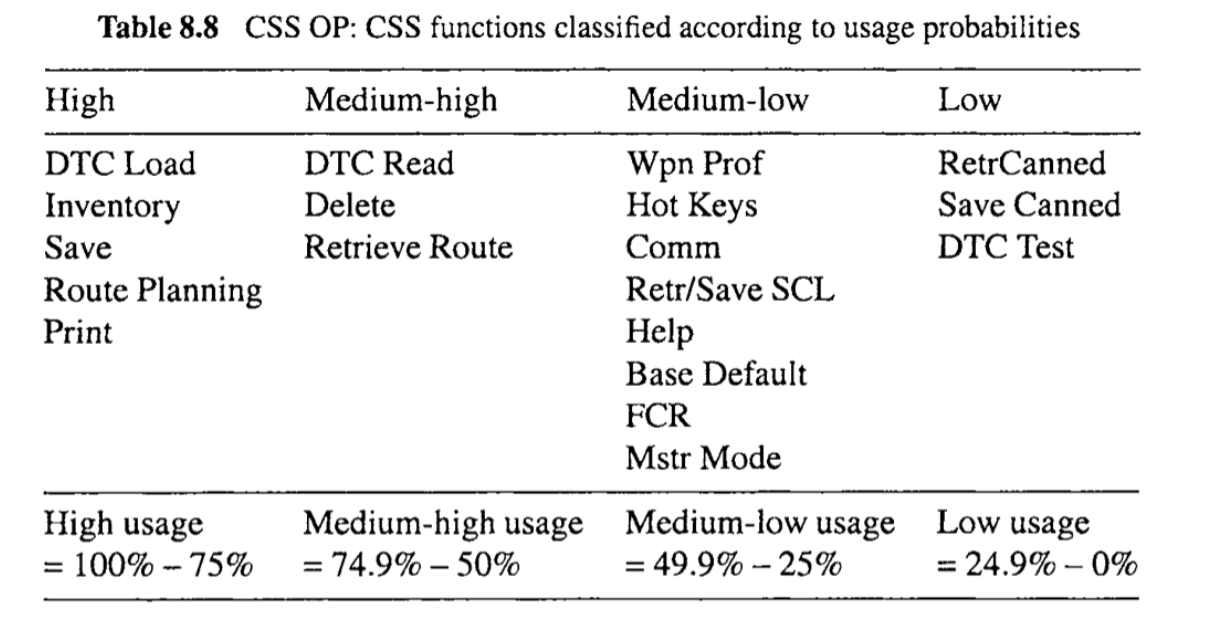 Table 8.8 CSS OP: CSS functions classified according to usage probabilities
High Medium-high Medium-low Low
DTC Load DTC Read Wpn Prof RetrCanned
Inventory Delete Hot Keys Save Canned
Save Retrieve Route Comm DTC Test
Route Planning Retr/Save SCL
Print Help
Base Default
FCR
Mstr Mode
High usage Medium-high usage Medium-low usage Low usage
= 100% – 75% = 74.9% – 50% = 49.9% – 25% = 24.9% – 0%